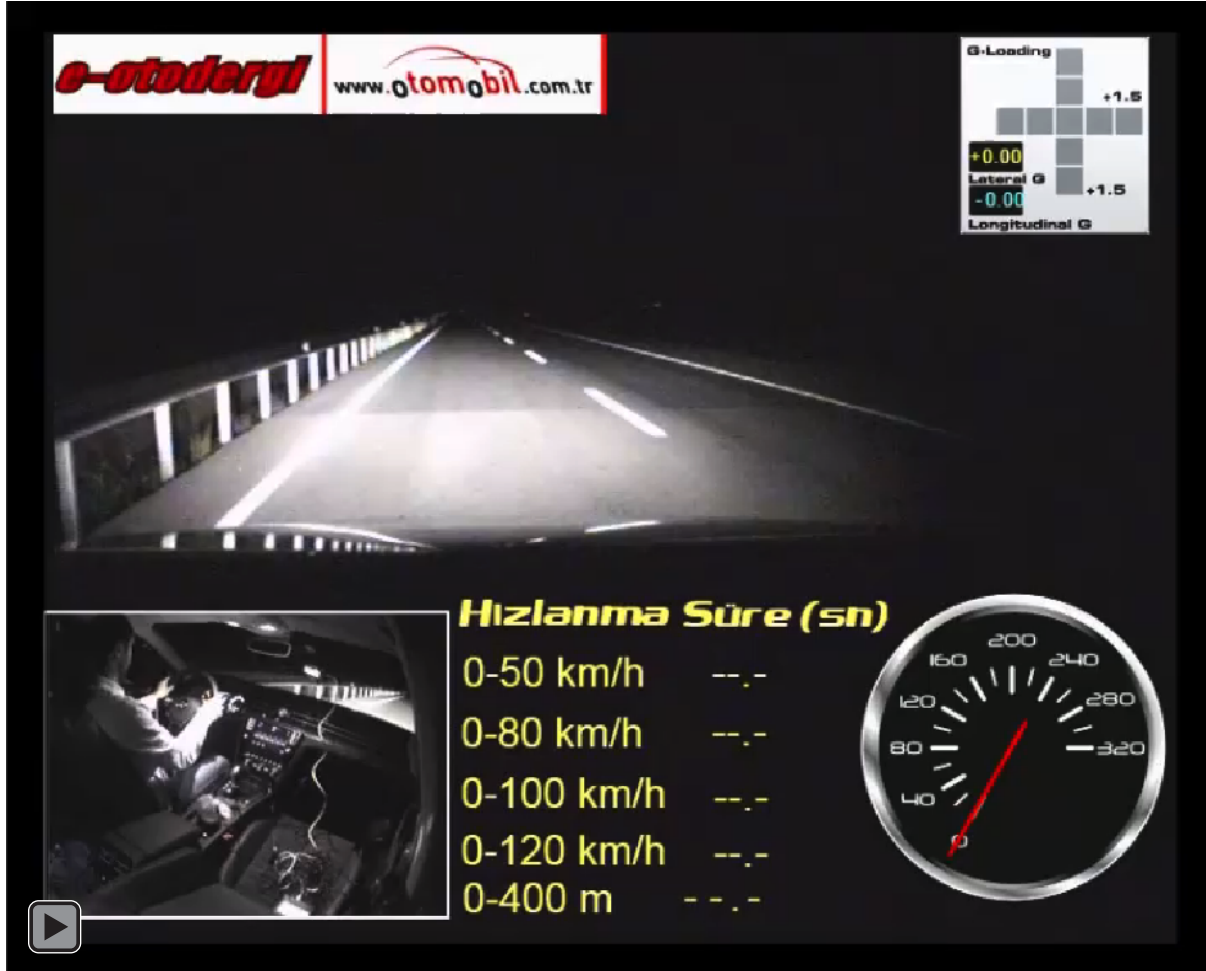 e-otodergi
www.otomobil.com.tr
G-Loading
+1.5
+0.00
Lateral G
-0.00
+1.5
Longitudinal G
Hızlanma Süre (sn)
0-50 km/h --.-
0-80 km/h --.-
0-100 km/h --.-
0-120 km/h --.-
0-400 m --.-
0
40
80
120
160
200
240
280
320